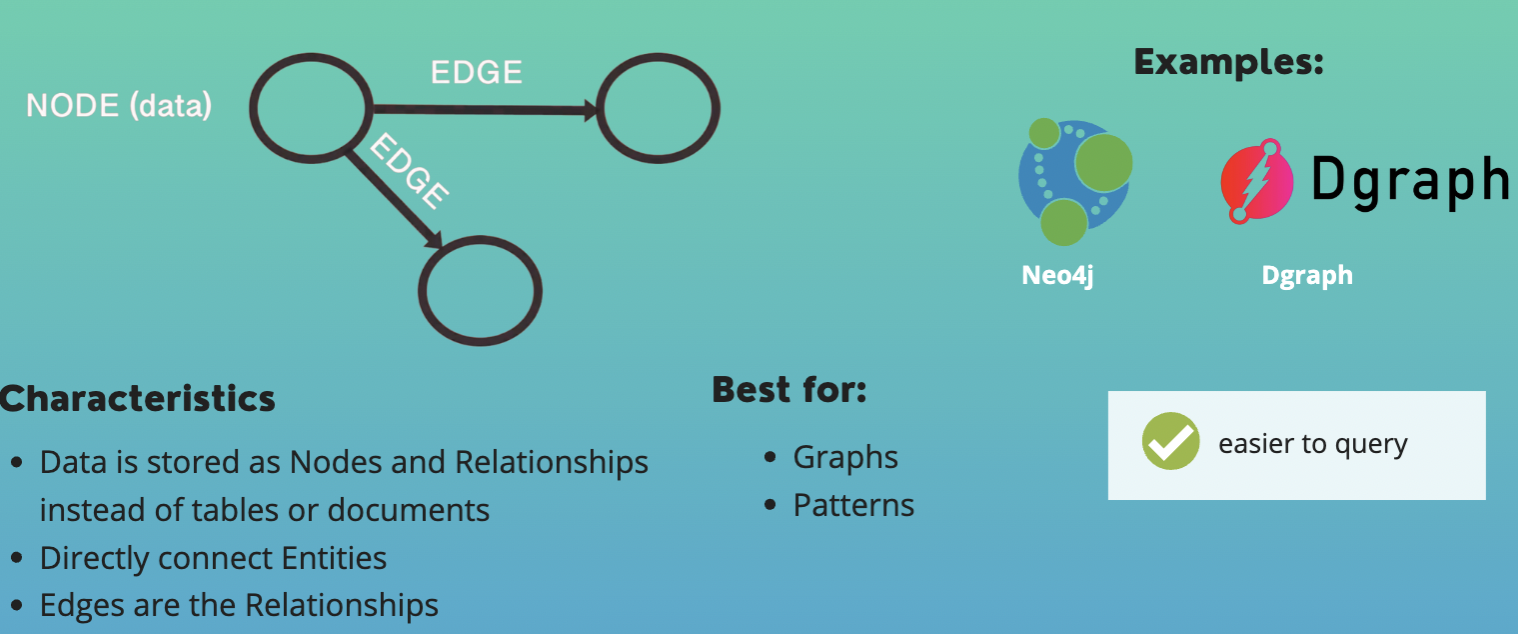 NODE (data)
EDGE
EDGE
Examples:
Dgraph
Neo4j
Dgraph
Characteristics
• Data is stored as Nodes and Relationships
instead of tables or documents
• Directly connect Entities
• Edges are the Relationships
Best for:
• Graphs
• Patterns
easier to query